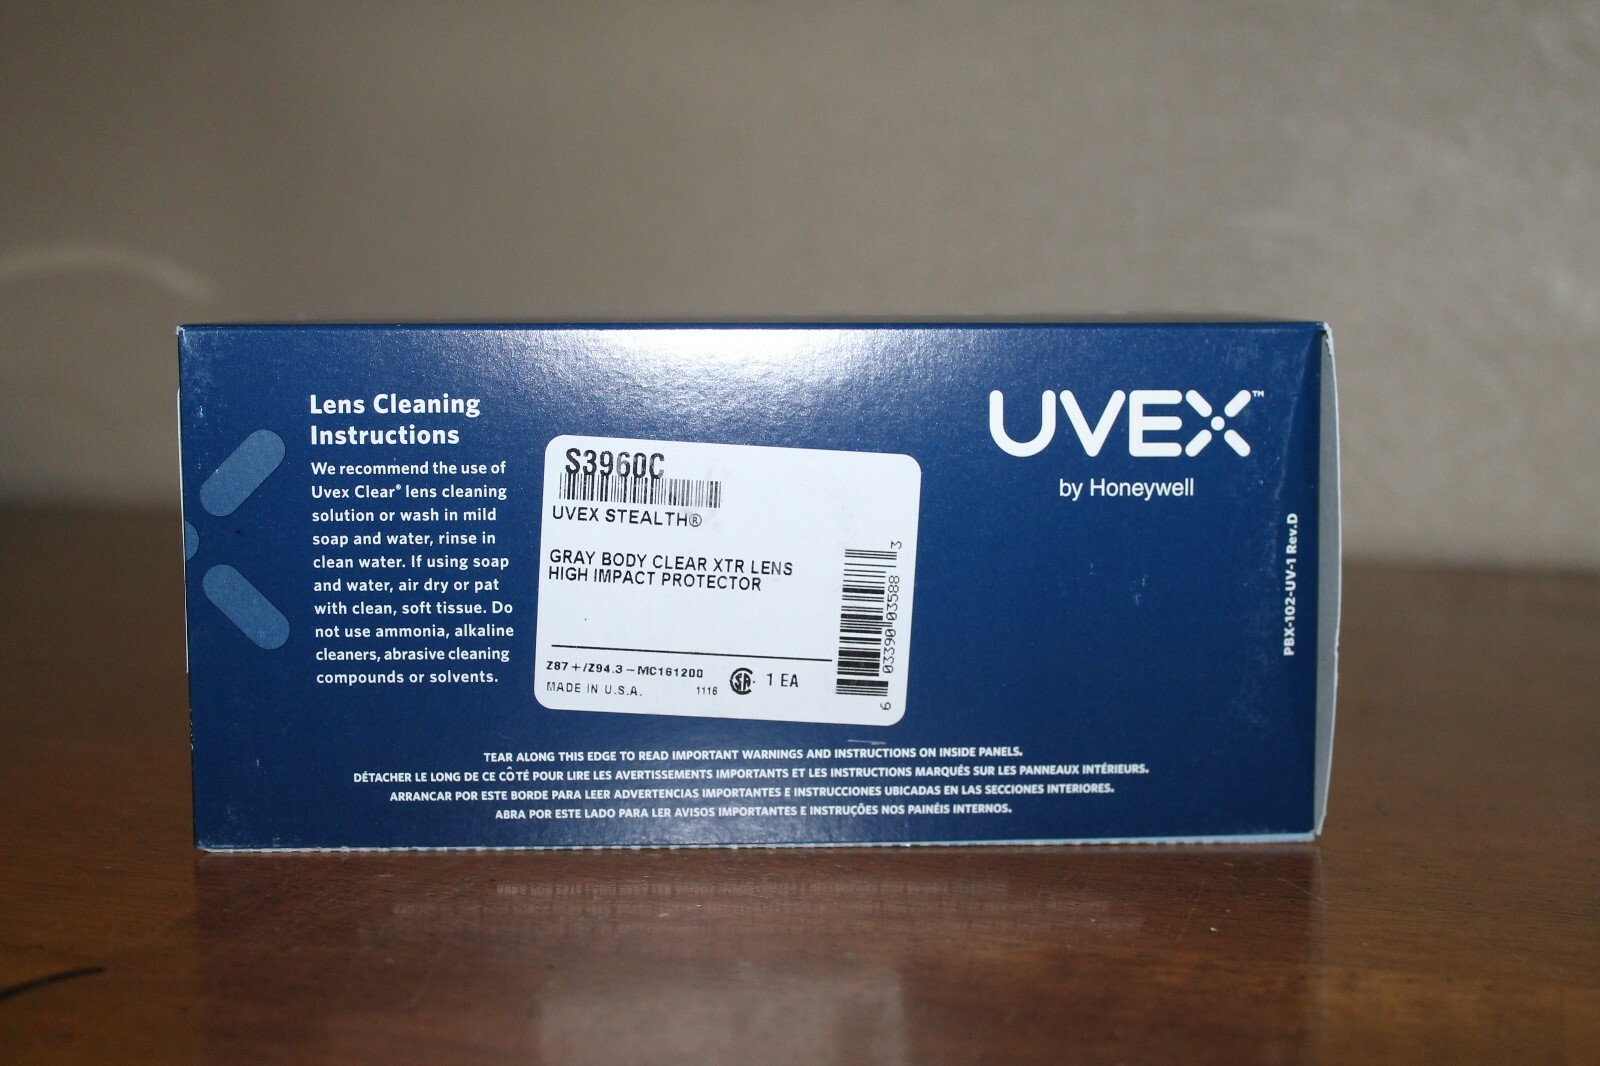 Lens Cleaning
Instructions
We recommend the use of
Uvex Clear® lens cleaning
solution or wash in mild
soap and water, rinse in
clean water. If using soap
and water, air dry or pat
with clean, soft tissue. Do
not use ammonia, alkaline
cleaners, abrasive cleaning
compounds or solvents.
S3960C
UVEX STEALTH®
GRAY BODY CLEAR XTR LENS
HIGH IMPACT PROTECTOR
Z87+/Z94.3-MC161200
MADE IN U.S.A. 1116
SA 1 EA
6 03390 03588 3
UVEX™
by Honeywell
PBX-102-UV-1 Rev.D
TEAR ALONG THIS EDGE TO READ IMPORTANT WARNINGS AND INSTRUCTIONS ON INSIDE PANELS.
DÉTACHER LE LONG DE CE CÔTÉ POUR LIRE LES AVERTISSEMENTS IMPORTANTS ET LES INSTRUCTIONS MARQUÉS SUR LES PANNEAUX INTÉRIEURS.
ARRANCAR POR ESTE BORDE PARA LEER ADVERTENCIAS IMPORTANTES E INSTRUCCIONES UBICADAS EN LAS SECCIONES INTERIORES.
ABRA POR ESTE LADO PARA LER AVISOS IMPORTANTES E INSTRUÇÕES NOS PAINÉIS INTERNOS.